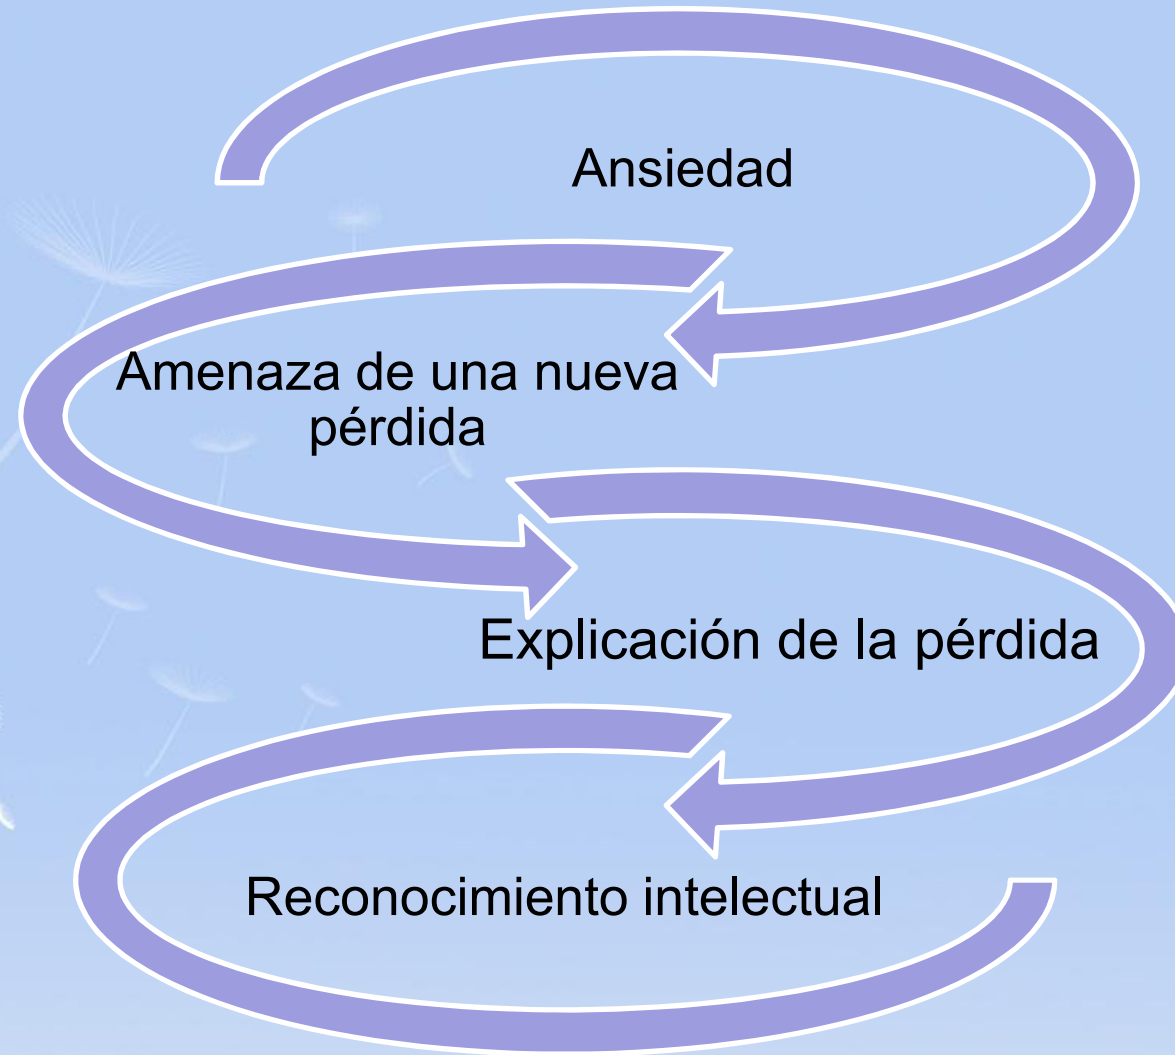 Ansiedad
Amenaza de una nueva
pérdida
Explicación de la pérdida
Reconocimiento intelectual